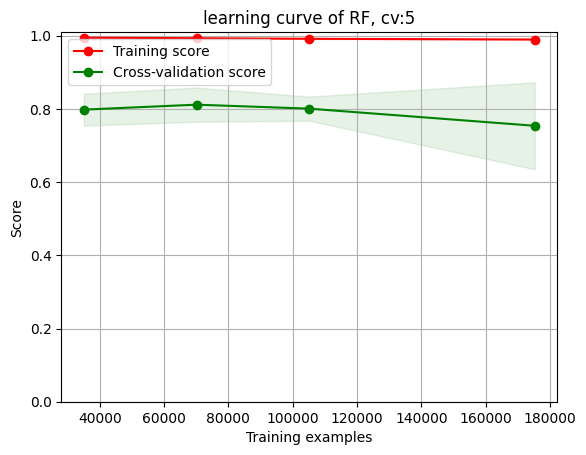 learning curve of RF, cv:5
1.0
0.8
0.6
0.4
0.2
0.0
Score
Training score
Cross-validation score
40000 60000 80000 100000 120000 140000 160000 180000
Training examples